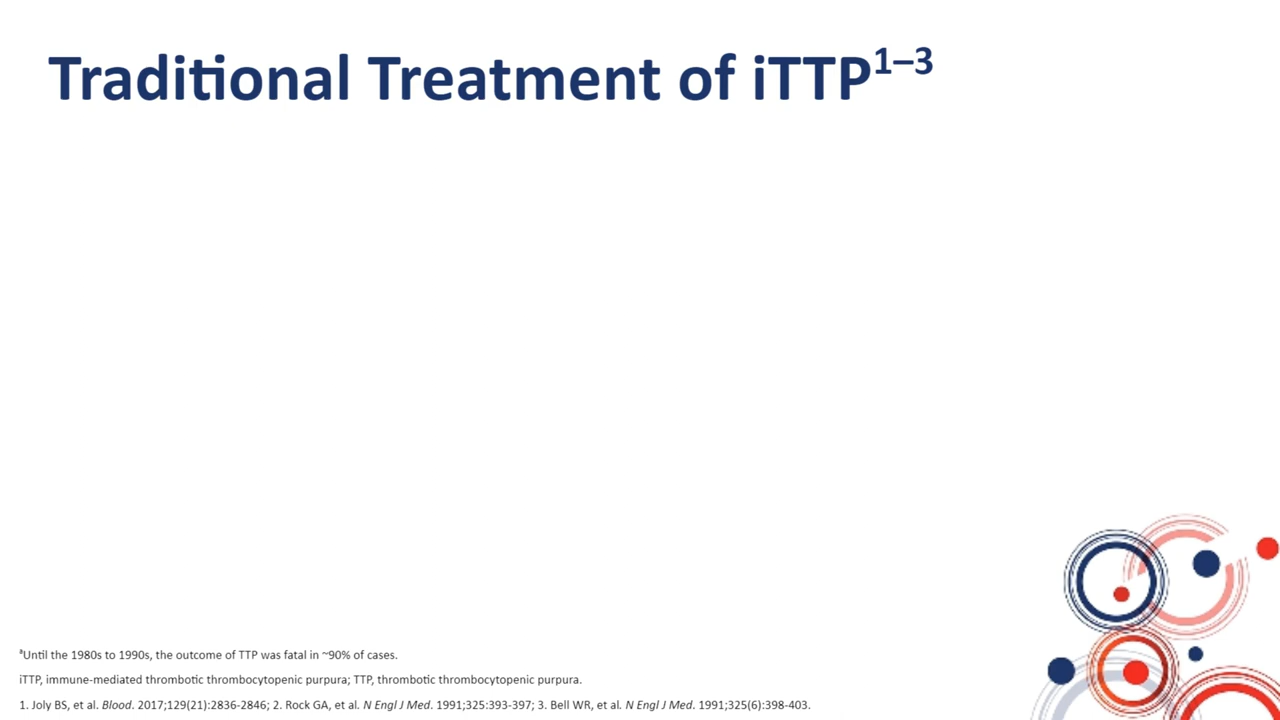 Traditional Treatment of iTTP1–3
aUntil the 1980s to 1990s, the outcome of TTP was fatal in ~90% of cases.
iTTP, immune-mediated thrombotic thrombocytopenic purpura; TTP, thrombotic thrombocytopenic purpura.
1. Joly BS, et al. Blood. 2017;129(21):2836-2846; 2. Rock GA, et al. N Engl J Med. 1991;325:393-397; 3. Bell WR, et al. N Engl J Med. 1991;325(6):398-403.